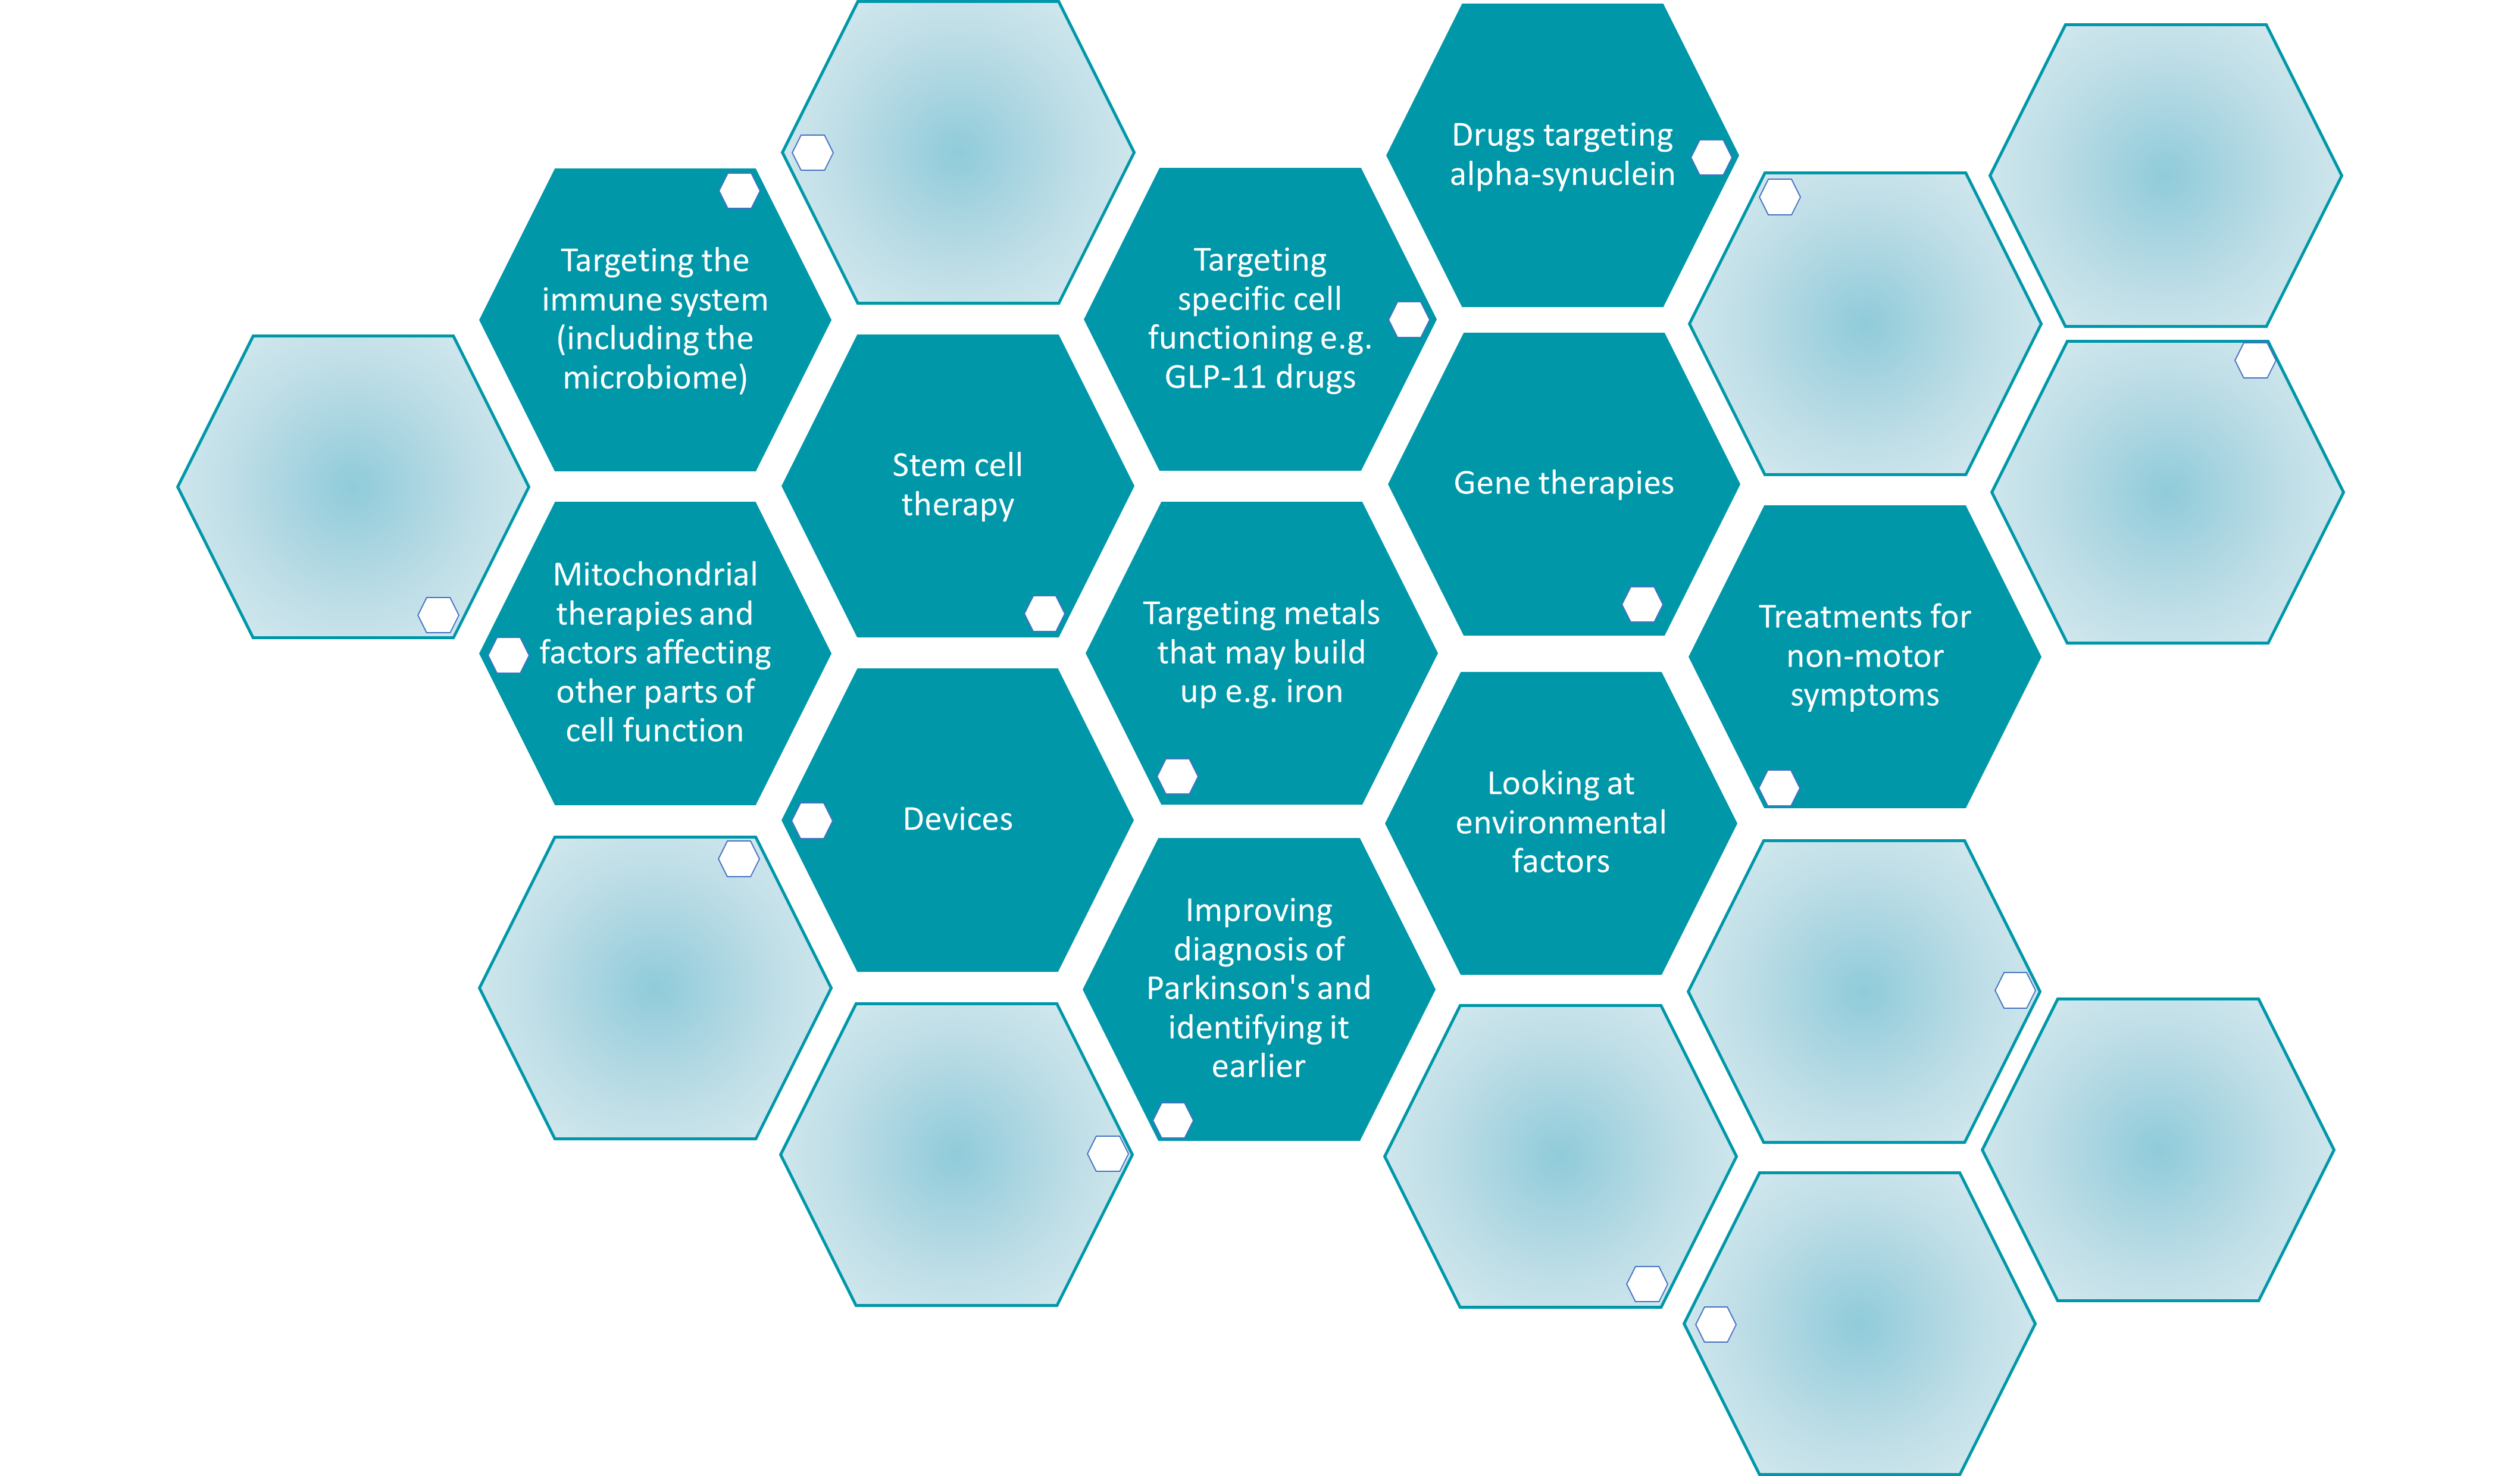 Drugs targeting
alpha-synuclein
Targeting the
immune system
(including the
microbiome)
Targeting
specific cell
functioning e.g.
GLP-11 drugs
Stem cell
therapy
Gene therapies
Mitochondrial
therapies and
factors affecting
other parts of
cell function
Targeting metals
that may build
up e.g. iron
Treatments for
non-motor
symptoms
Devices
Looking at
environmental
factors
Improving
diagnosis of
Parkinson's and
identifying it
earlier